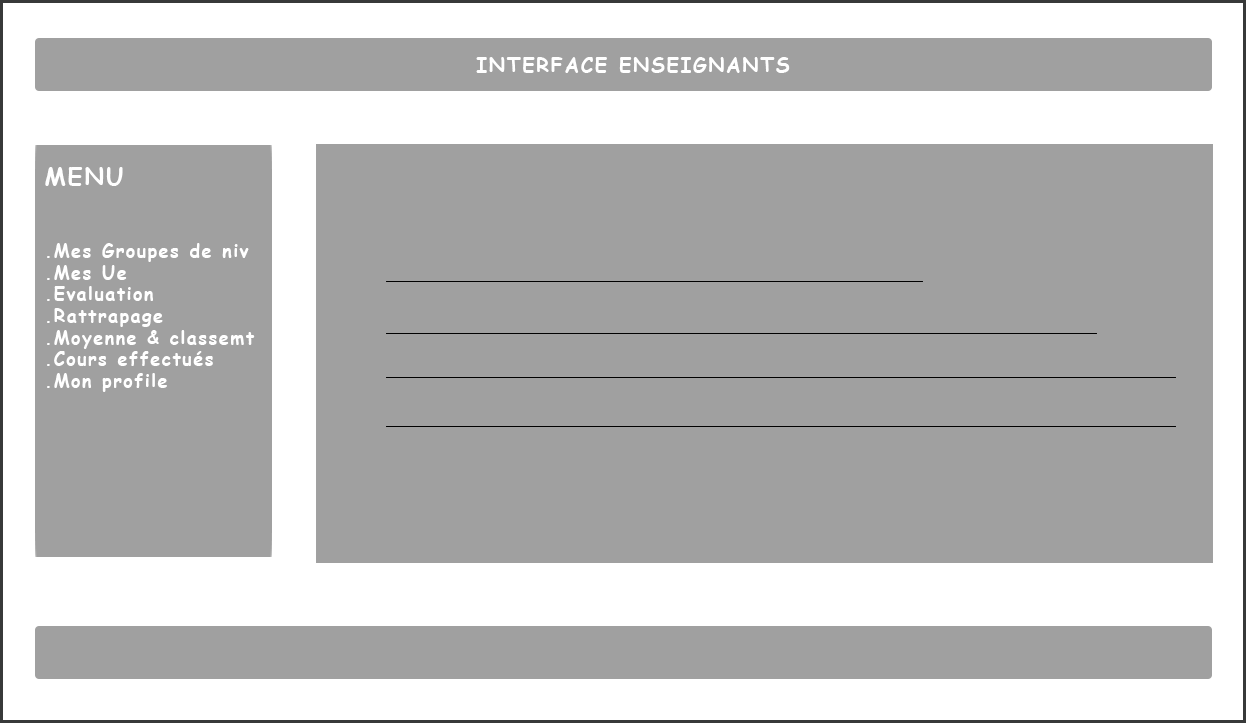 INTERFACE ENSEIGNANTS
MENU
.Mes Groupes de niv
.Mes Ue
.Evaluation
.Rattrapage
.Moyenne & classemt
.Cours effectués
.Mon profile